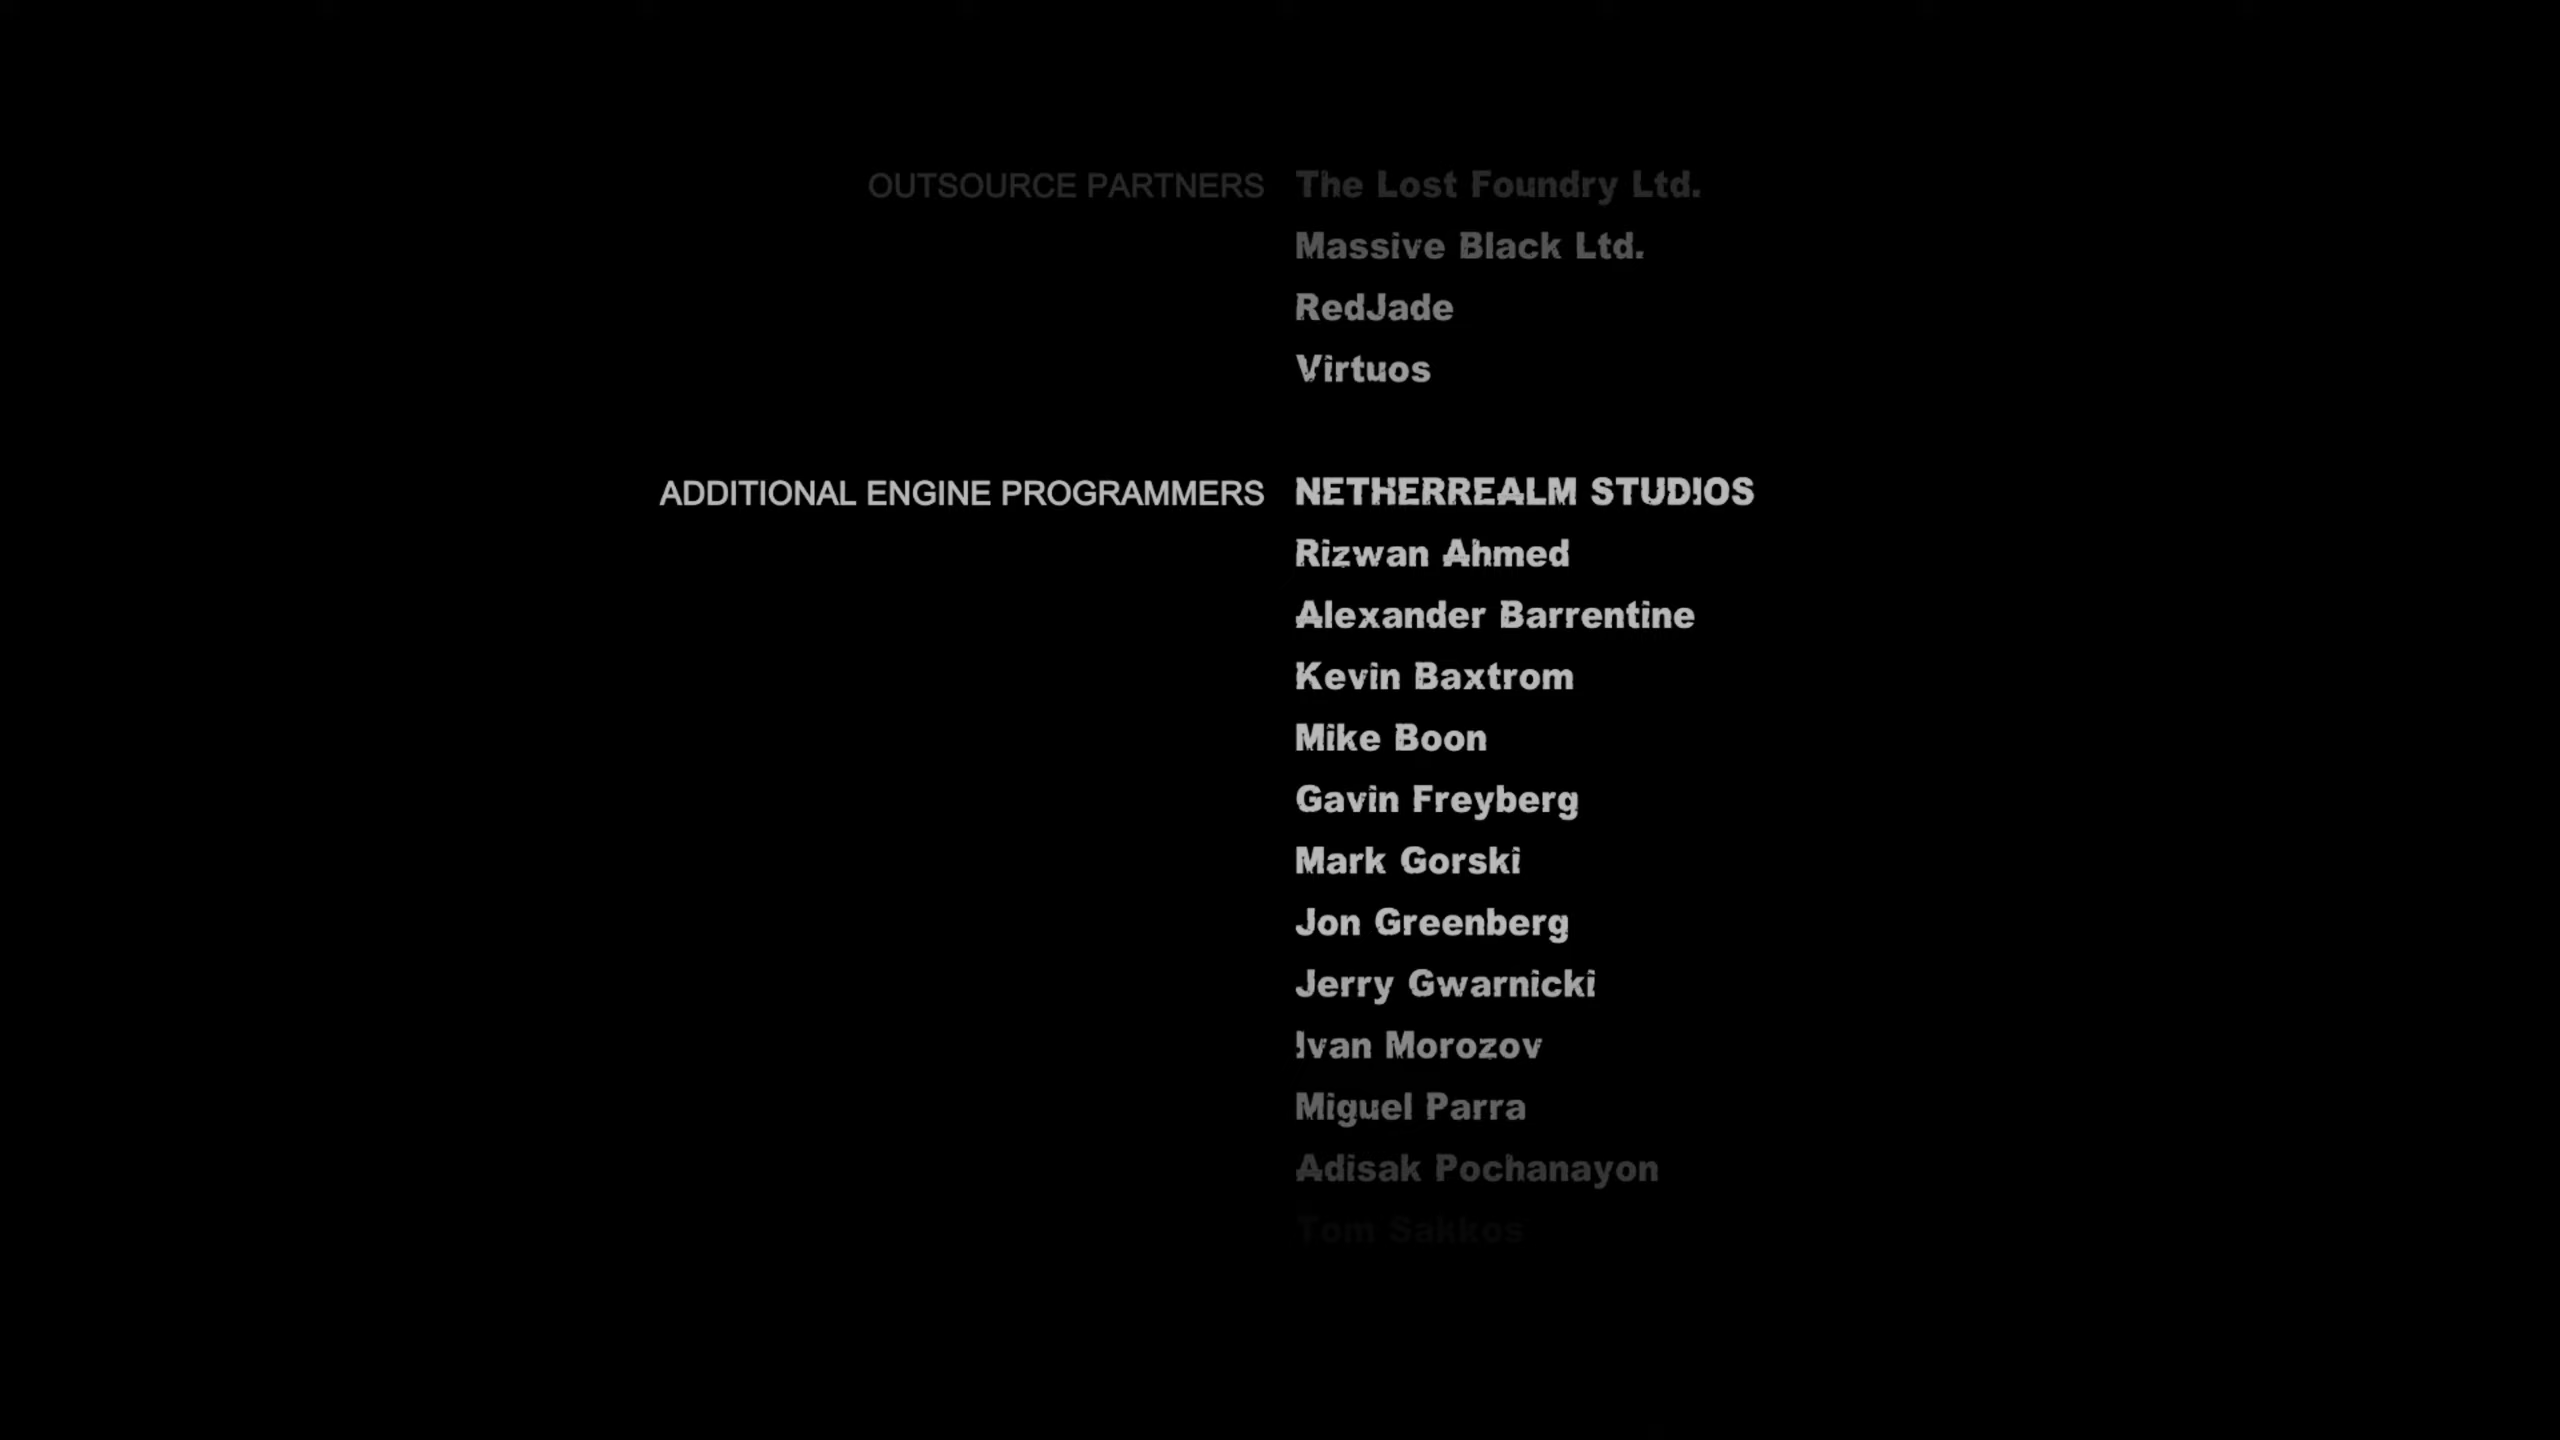 OUTSOURCE PARTNERS The Lost Foundry Ltd.
Massive Black Ltd.
RedJade
Virtuos
ADDITIONAL ENGINE PROGRAMMERS NETHERREALM STUDIOS
Rizwan Ahmed
Alexander Barrentine
Kevin Baxtrom
Mike Boon
Gavin Freyberg
Mark Gorski
Jon Greenberg
Jerry Gwarnicki
Ivan Morozov
Miguel Parra
Adisak Pochanayon
Tom Sakkos